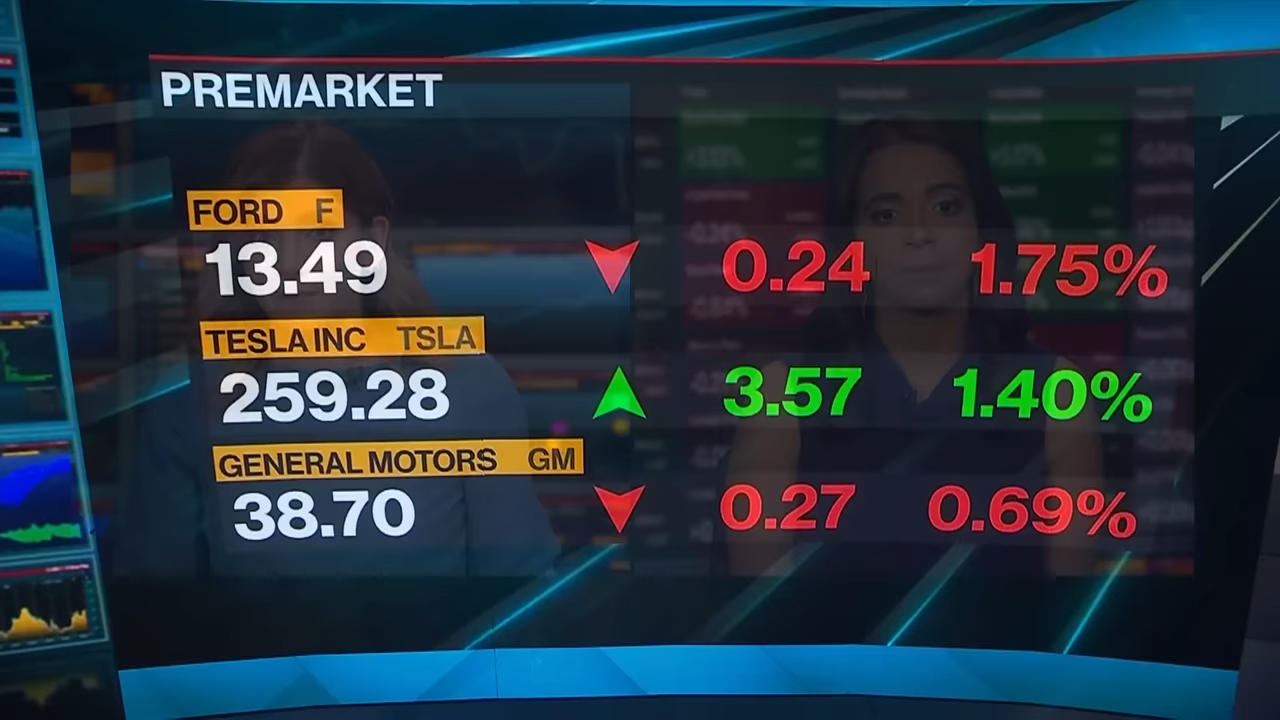 PREMARKET
FORD F
13.49 0.24 1.75%
TESLA INC TSLA
259.28 3.57 1.40%
GENERAL MOTORS GM
38.70 0.27 0.69%